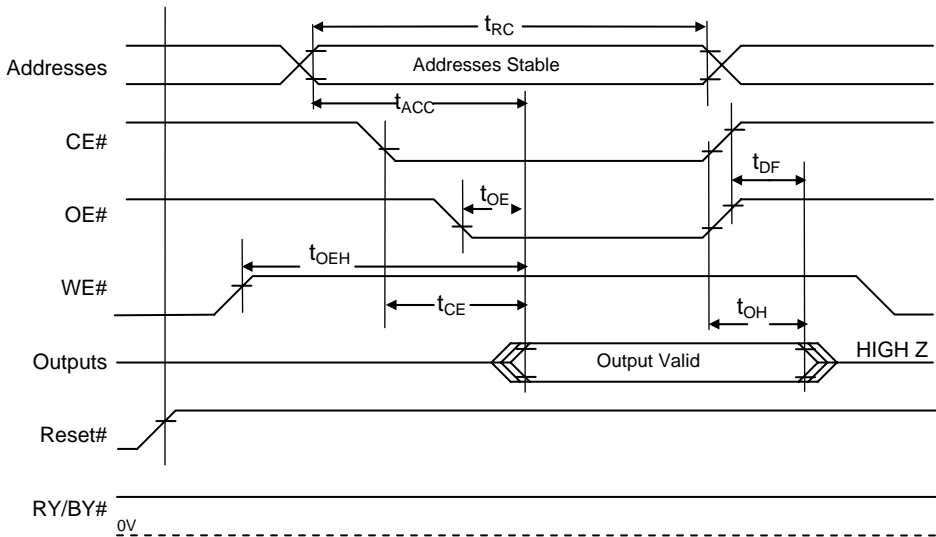 tRC
Addresses
Addresses Stable
tACC
CE#
tDF
OE#
tOE
tOEH
WE#
tCE
tOH
Outputs
Output Valid
HIGH Z
Reset#
RY/BY#
0V